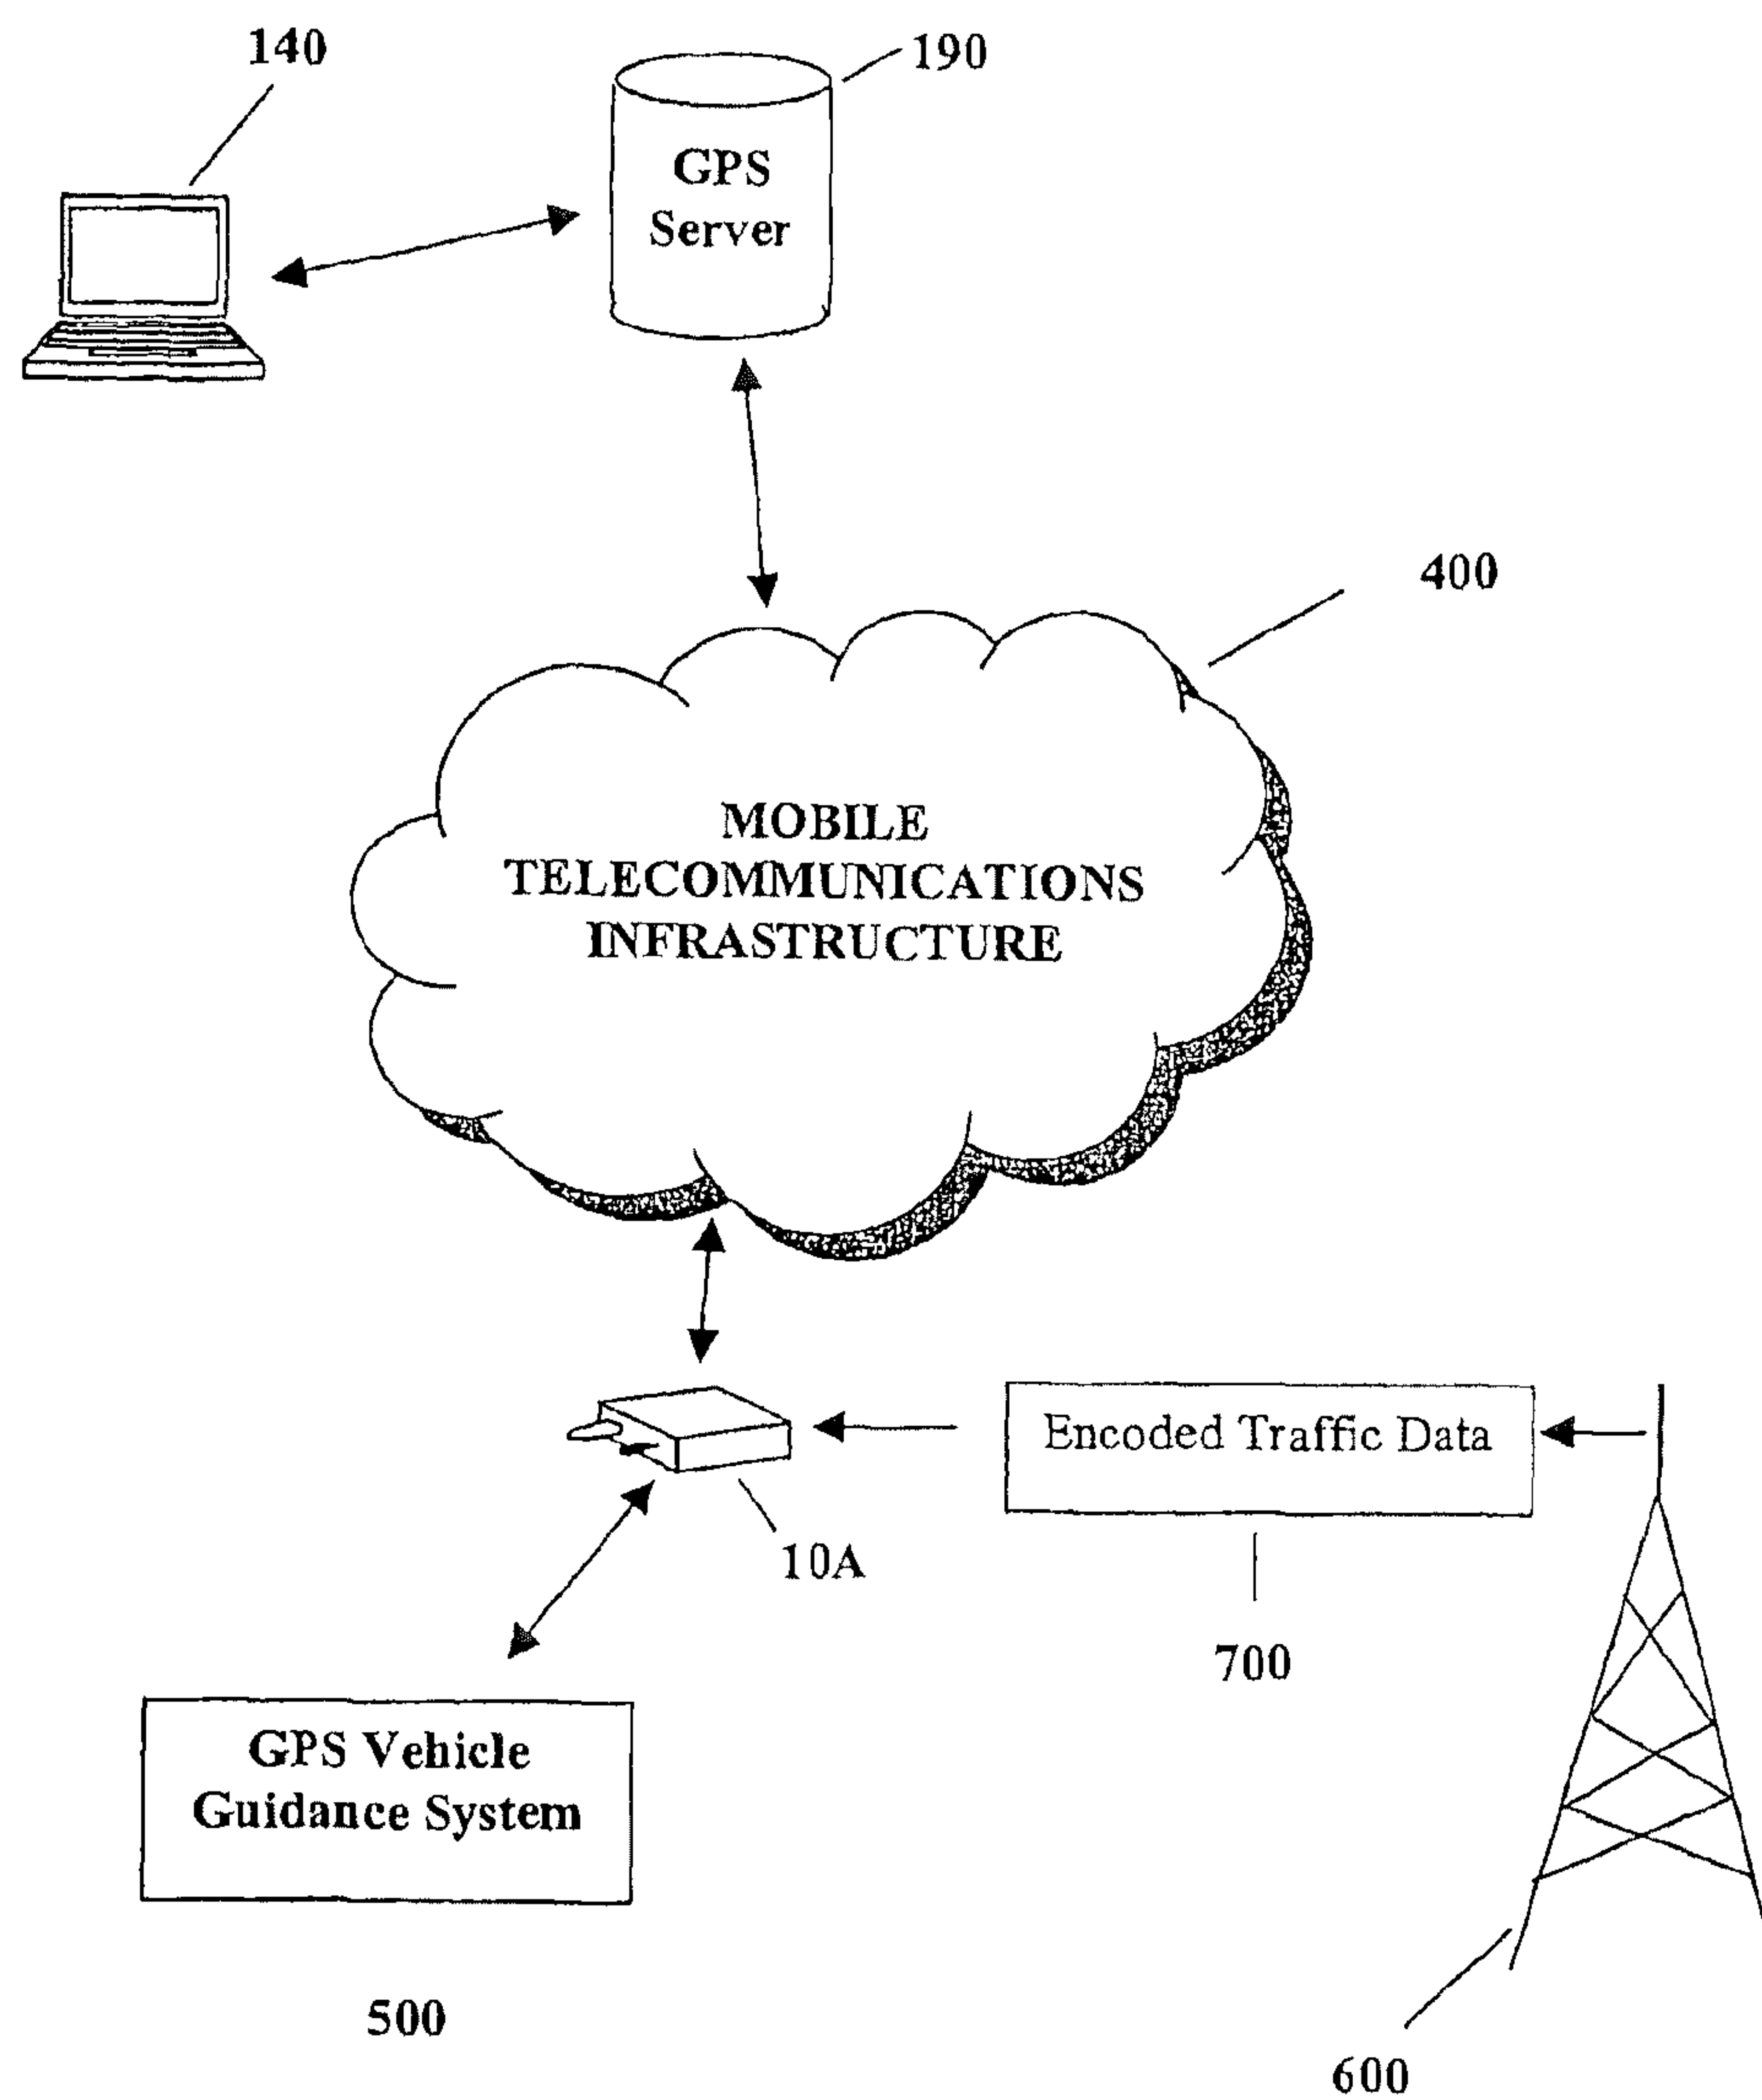 140
190
GPS
Server
400
MOBILE
TELECOMMUNICATIONS
INFRASTRUCTURE
Encoded Traffic Data
10A
700
GPS Vehicle
Guidance System
500
600